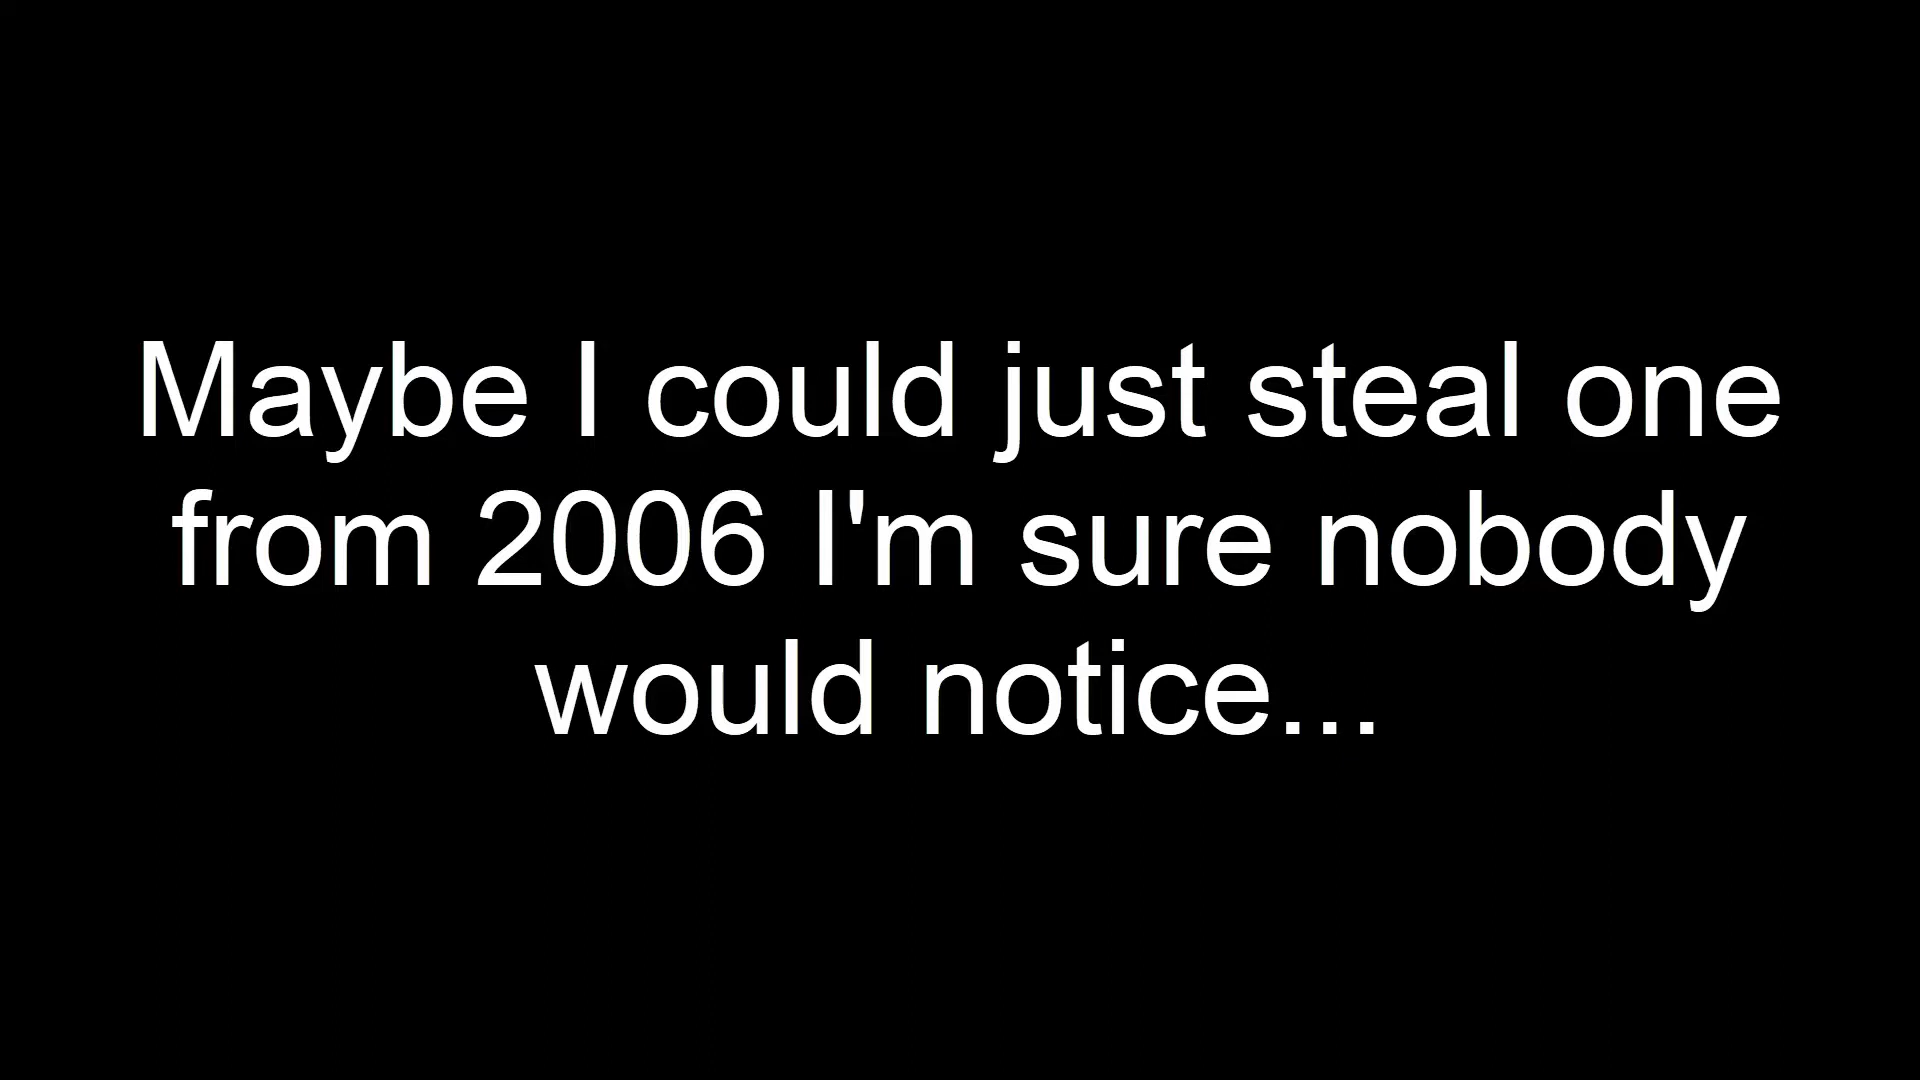 Maybe I could just steal one
from 2006 I'm sure nobody
would notice...